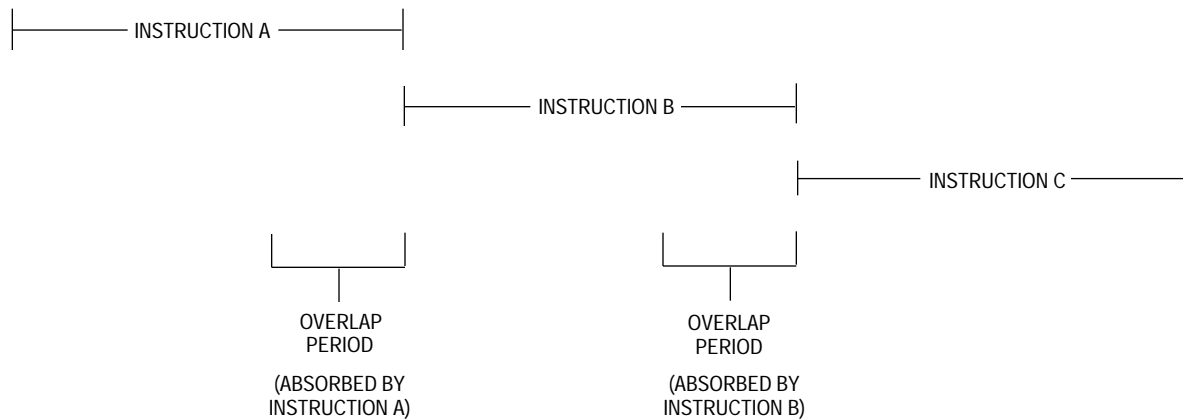 INSTRUCTION A
INSTRUCTION B
INSTRUCTION C
OVERLAP
PERIOD
(ABSORBED BY
INSTRUCTION A)
OVERLAP
PERIOD
(ABSORBED BY
INSTRUCTION B)